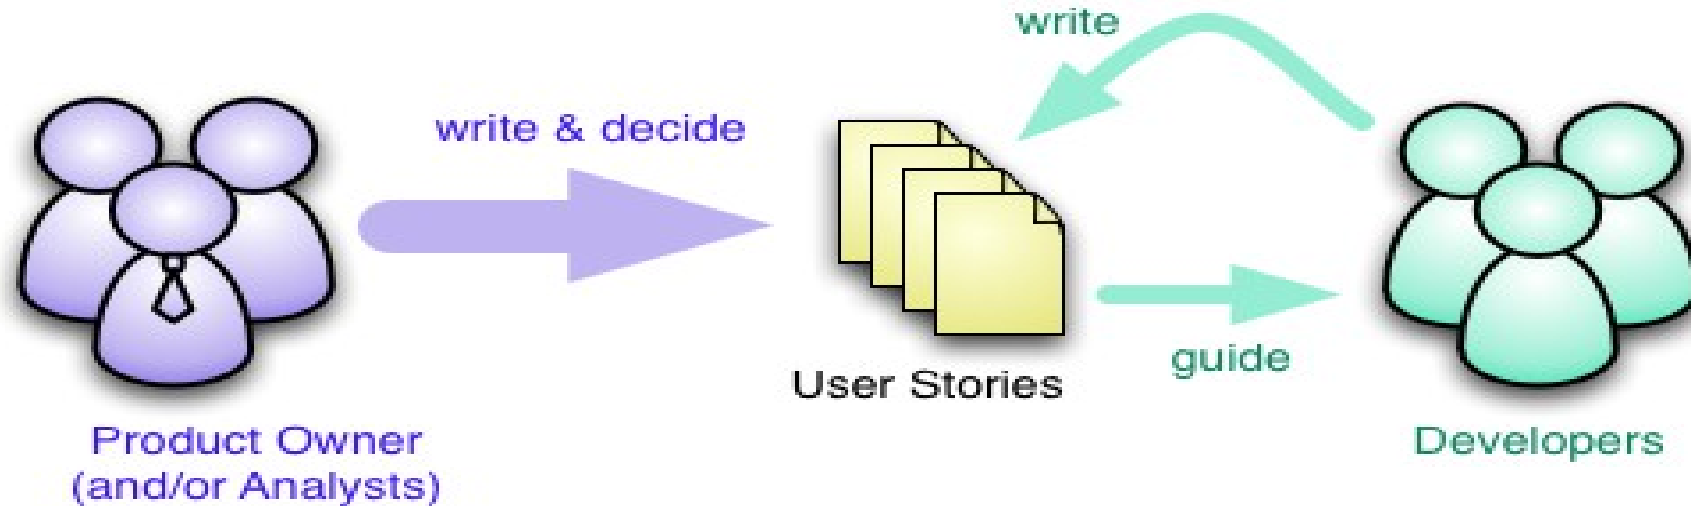 write
write & decide
guide
User Stories
Product Owner
(and/or Analysts)
Developers